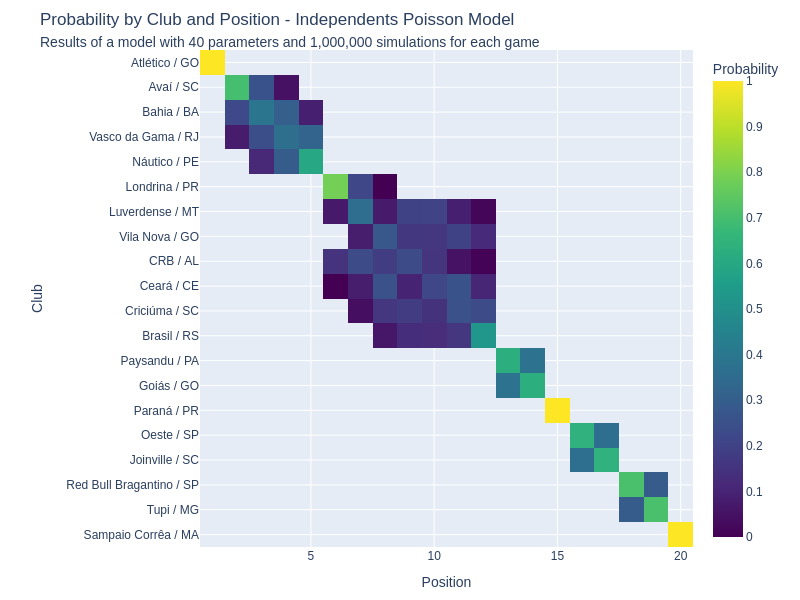 Probability by Club and Position - Independents Poisson Model
Results of a model with 40 parameters and 1,000,000 simulations for each game
Probability
Atlético / GO
Avaí / SC
Bahia / BA
Vasco da Gama / RJ
Náutico / PE
Londrina / PR
Luverdense / MT
Vila Nova / GO
CRB / AL
Ceará / CE
Criciúma / SC
Brasil / RS
Paysandu / PA
Goiás / GO
Paraná / PR
Oeste / SP
Joinville / SC
Red Bull Bragantino / SP
Tupi / MG
Sampaio Corrêa / MA
Club
5
10
15
20
Position
1
0.9
0.8
0.7
0.6
0.5
0.4
0.3
0.2
0.1
0